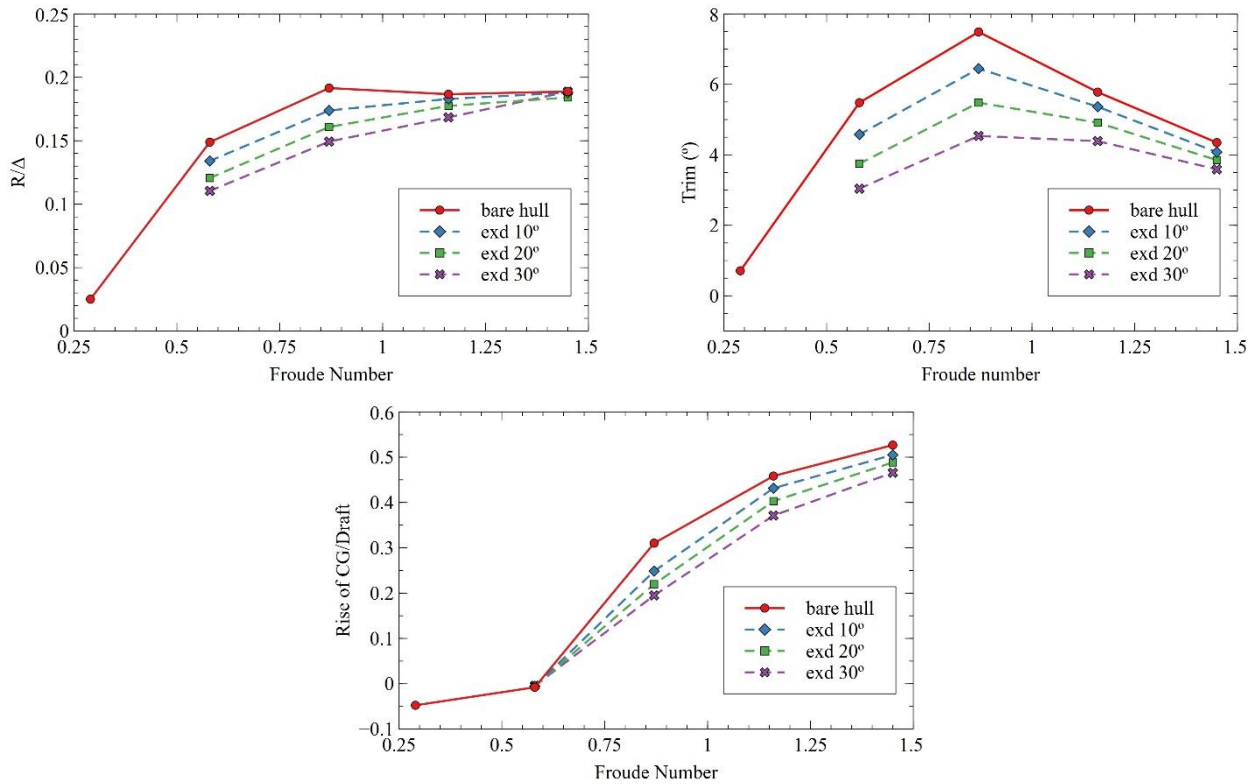 R/Δ
0.25
0.2
0.15
0.1
0.05
0
bare hull
exd 10º
exd 20º
exd 30º
0.25 0.5 0.75 1 1.25 1.5
Froude Number
Trim (º)
8
6
4
2
0
bare hull
exd 10º
exd 20º
exd 30º
0.25 0.5 0.75 1 1.25 1.5
Froude number
Rise of CG/Draft
0.6
0.5
0.4
0.3
0.2
0.1
0
−0.1
bare hull
exd 10º
exd 20º
exd 30º
0.25 0.5 0.75 1 1.25 1.5
Froude Number